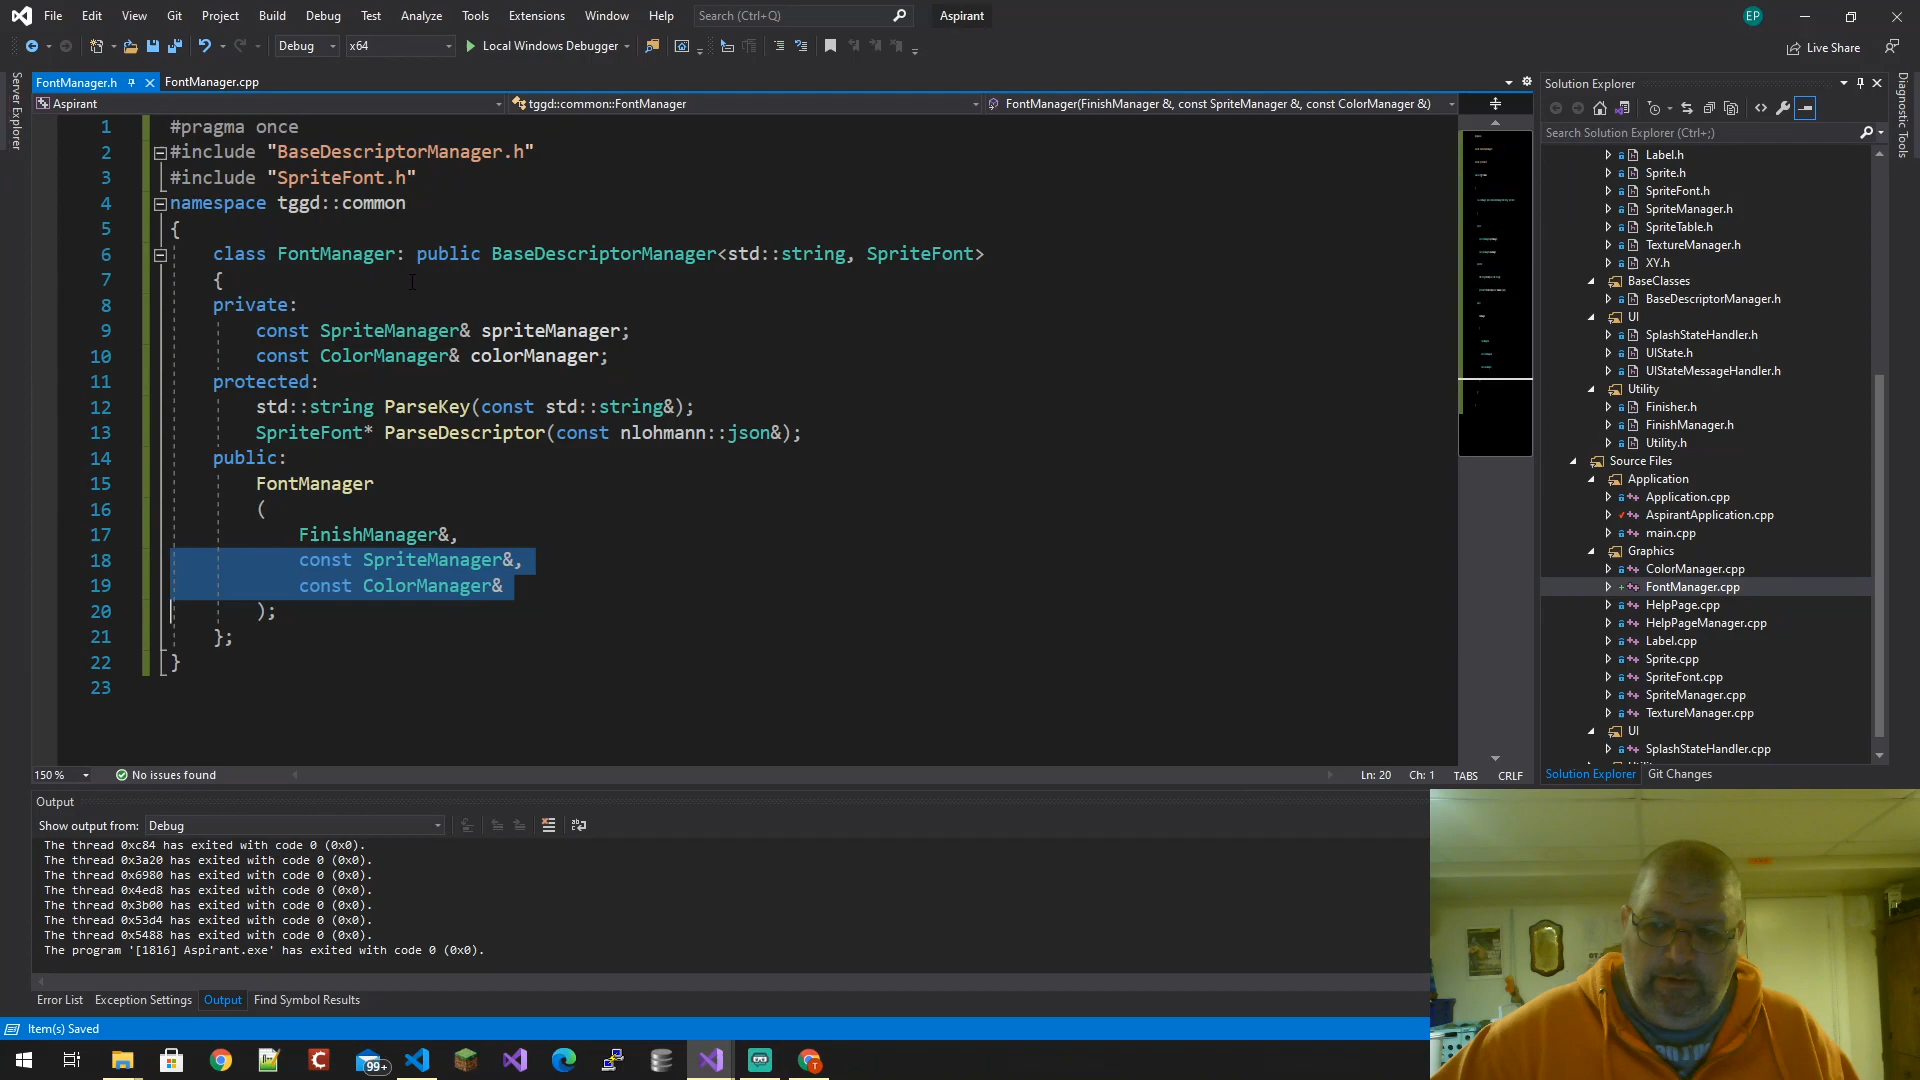 File Edit View Git Project Build Debug Test Analyze Tools Extensions Window Help Search (Ctrl+Q) Aspirant EP
Debug x64 Local Windows Debugger Live Share
FontManager.h FontManager.cpp
Aspirant tggd::common::FontManager FontManager(FinishManager &, const SpriteManager &, const ColorManager &)
Server Explorer
1 #pragma once
2 #include "BaseDescriptorManager.h"
3 #include "SpriteFont.h"
4 namespace tggd::common
5 {
6 class FontManager: public BaseDescriptorManager<std::string, SpriteFont>
7 {
8 private:
9 const SpriteManager& spriteManager;
10 const ColorManager& colorManager;
11 protected:
12 std::string ParseKey(const std::string&);
13 SpriteFont* ParseDescriptor(const nlohmann::json&);
14 public:
15 FontManager
16 (
17 FinishManager&,
18 const SpriteManager&,
19 const ColorManager&
20 );
21 };
22 }
23
150 % No issues found Ln: 20 Ch: 1 TABS CRLF
Solution Explorer
Search Solution Explorer (Ctrl+;)
Label.h
Sprite.h
SpriteFont.h
SpriteManager.h
SpriteTable.h
TextureManager.h
XY.h
BaseClasses
BaseDescriptorManager.h
UI
SplashStateHandler.h
UIState.h
UIStateMessageHandler.h
Utility
Finisher.h
FinishManager.h
Utility.h
Source Files
Application
Application.cpp
AspirantApplication.cpp
main.cpp
Graphics
ColorManager.cpp
FontManager.cpp
HelpPage.cpp
HelpPageManager.cpp
Label.cpp
Sprite.cpp
SpriteFont.cpp
SpriteManager.cpp
TextureManager.cpp
UI
SplashStateHandler.cpp
Solution Explorer Git Changes
Diagnostic Tools
Output
Show output from: Debug
The thread 0xc84 has exited with code 0 (0x0).
The thread 0x3a20 has exited with code 0 (0x0).
The thread 0x6980 has exited with code 0 (0x0).
The thread 0x4ed8 has exited with code 0 (0x0).
The thread 0x3b00 has exited with code 0 (0x0).
The thread 0x53d4 has exited with code 0 (0x0).
The thread 0x5488 has exited with code 0 (0x0).
The program '[1816] Aspirant.exe' has exited with code 0 (0x0).
Error List Exception Settings Output Find Symbol Results
Item(s) Saved
99+